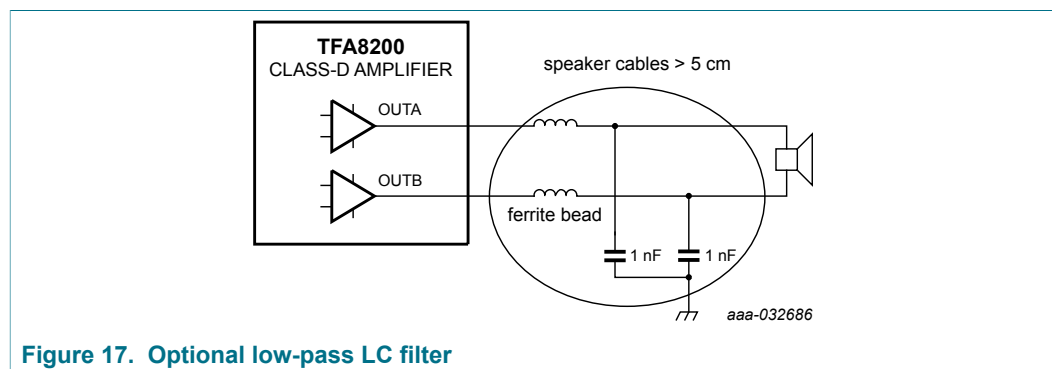 TFA8200
CLASS-D AMPLIFIER
speaker cables > 5 cm
OUTA
OUTB
ferrite bead
1 nF
1 nF
aaa-032686
Figure 17. Optional low-pass LC filter